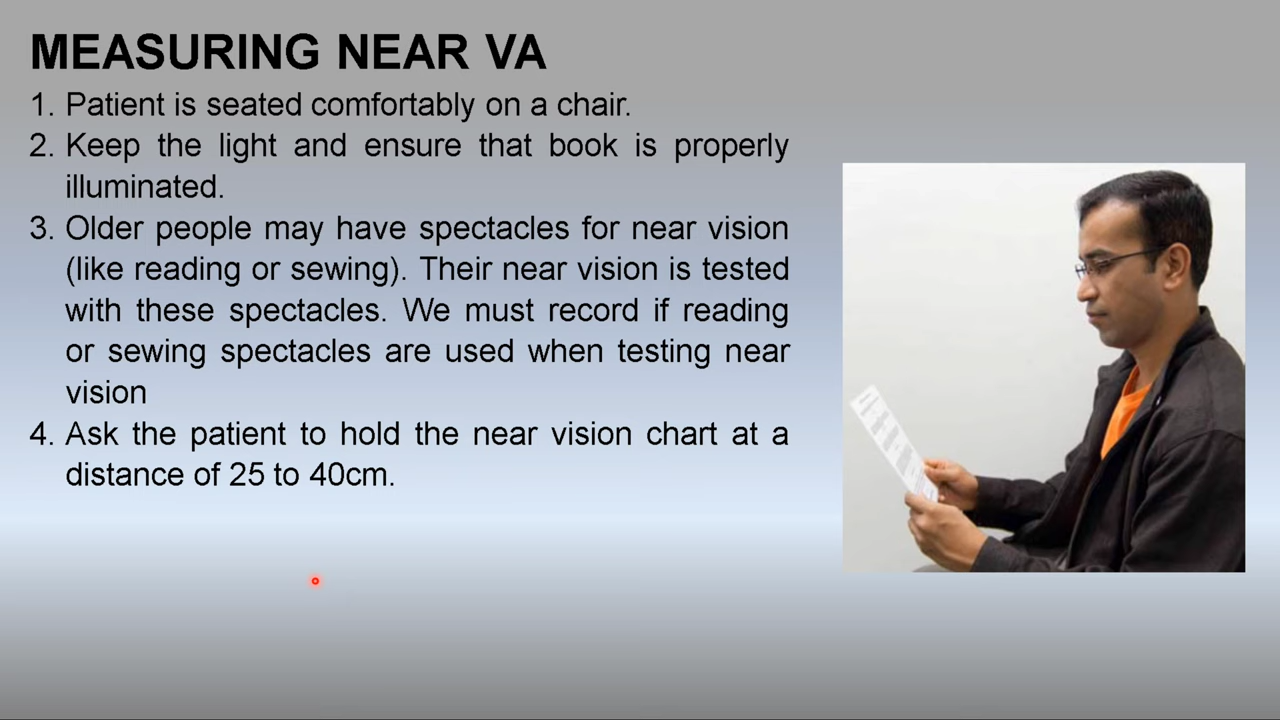 MEASURING NEAR VA
1. Patient is seated comfortably on a chair.
2. Keep the light and ensure that book is properly
illuminated.
3. Older people may have spectacles for near vision
(like reading or sewing). Their near vision is tested
with these spectacles. We must record if reading
or sewing spectacles are used when testing near
vision
4. Ask the patient to hold the near vision chart at a
distance of 25 to 40cm.